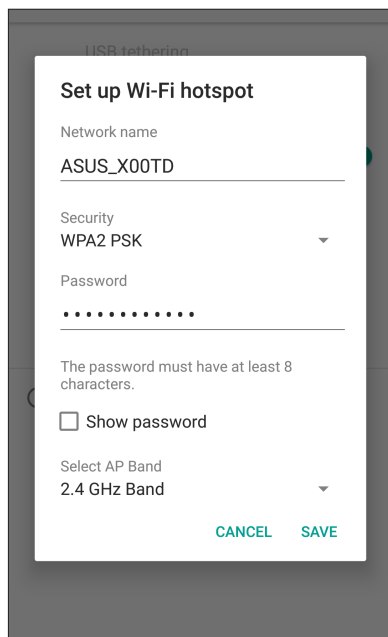 USB tethering
Set up Wi-Fi hotspot
Network name
ASUS_X00TD
Security
WPA2 PSK
Password
••••••••••••
The password must have at least 8
characters.
Show password
Select AP Band
2.4 GHz Band
CANCEL SAVE